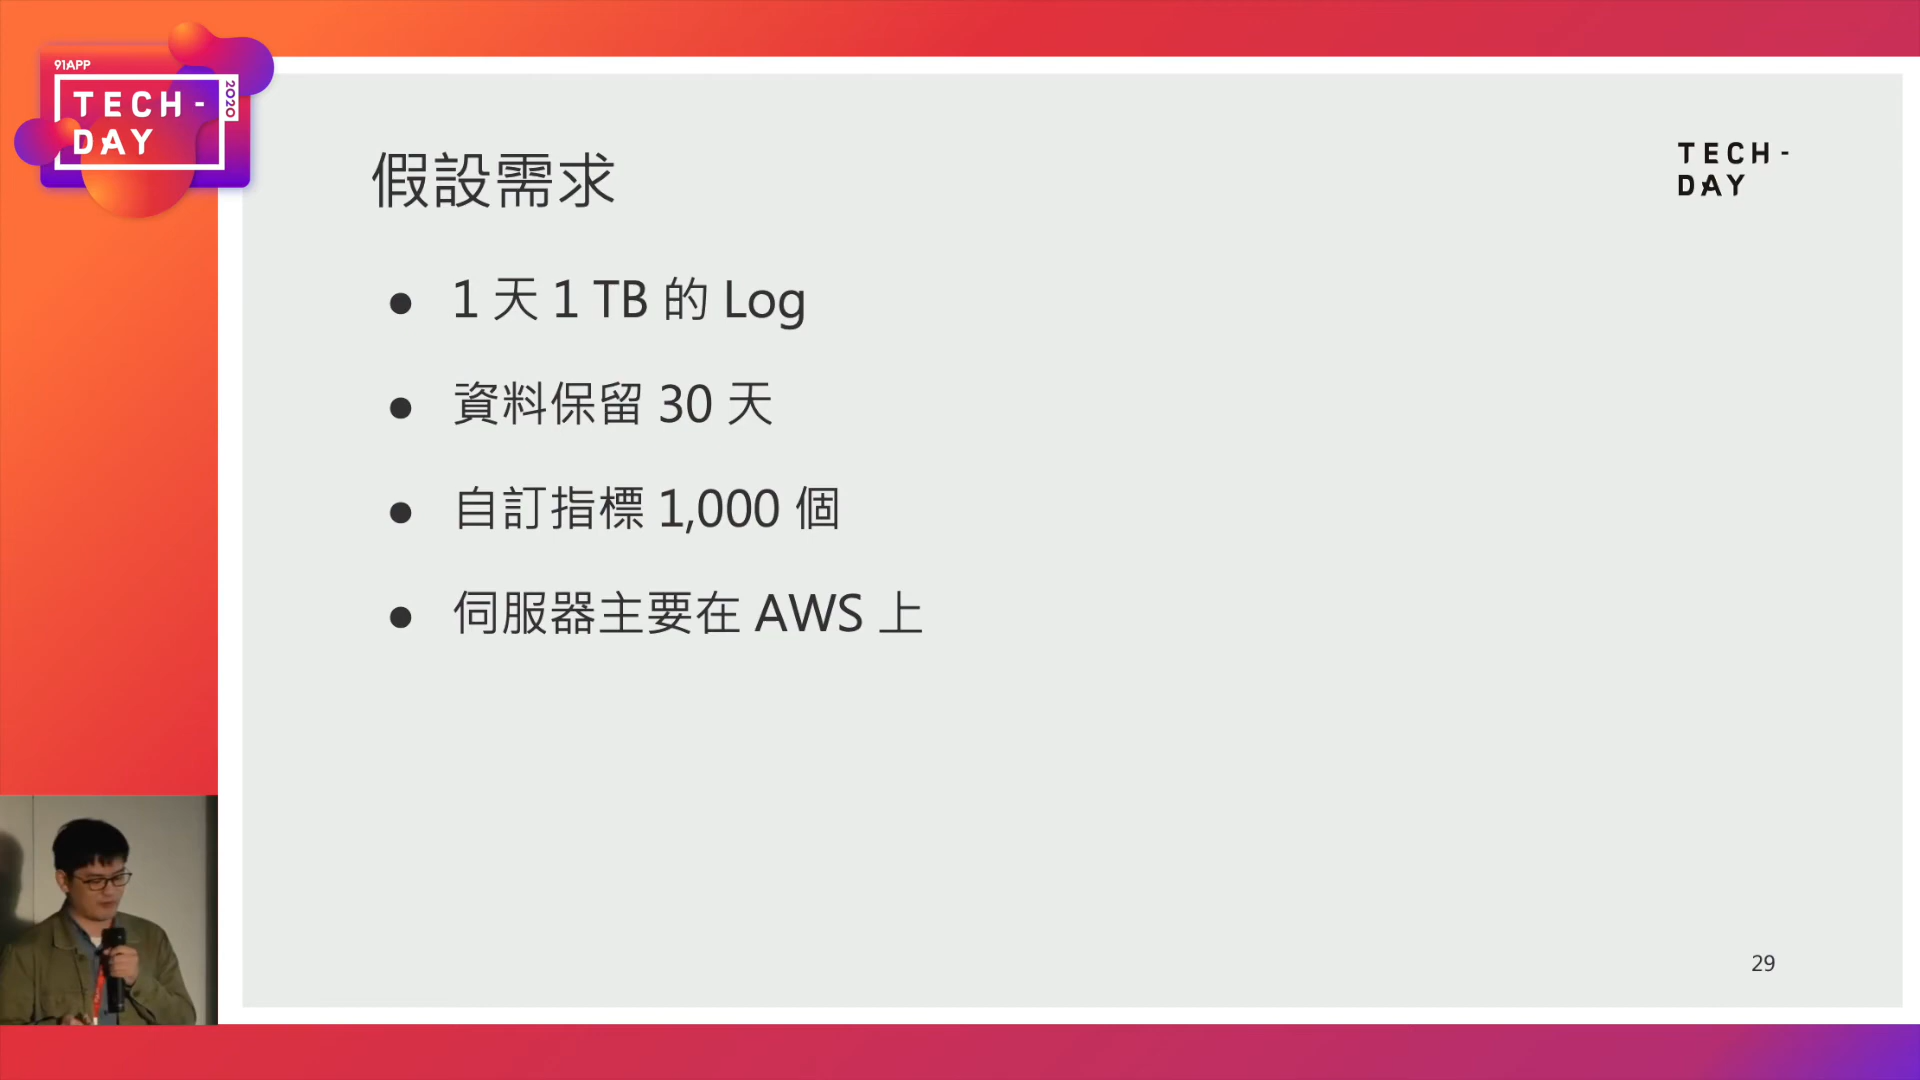 91APP
TECH-
DAY
2020
假設需求
TECH-
DAY
● 1 天 1 TB 的 Log
● 資料保留 30 天
● 自訂指標 1,000 個
● 伺服器主要在 AWS 上
29